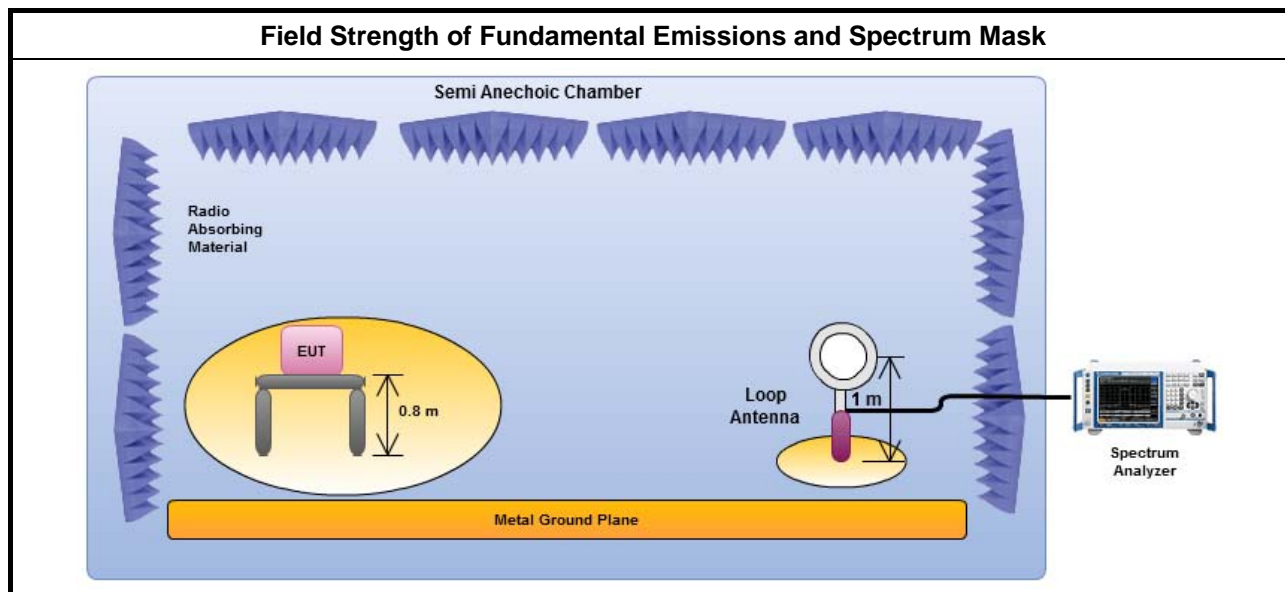 Field Strength of Fundamental Emissions and Spectrum Mask
Semi Anechoic Chamber
Radio
Absorbing
Material
EUT
0.8 m
Loop
Antenna
1 m
Spectrum
Analyzer
Metal Ground Plane